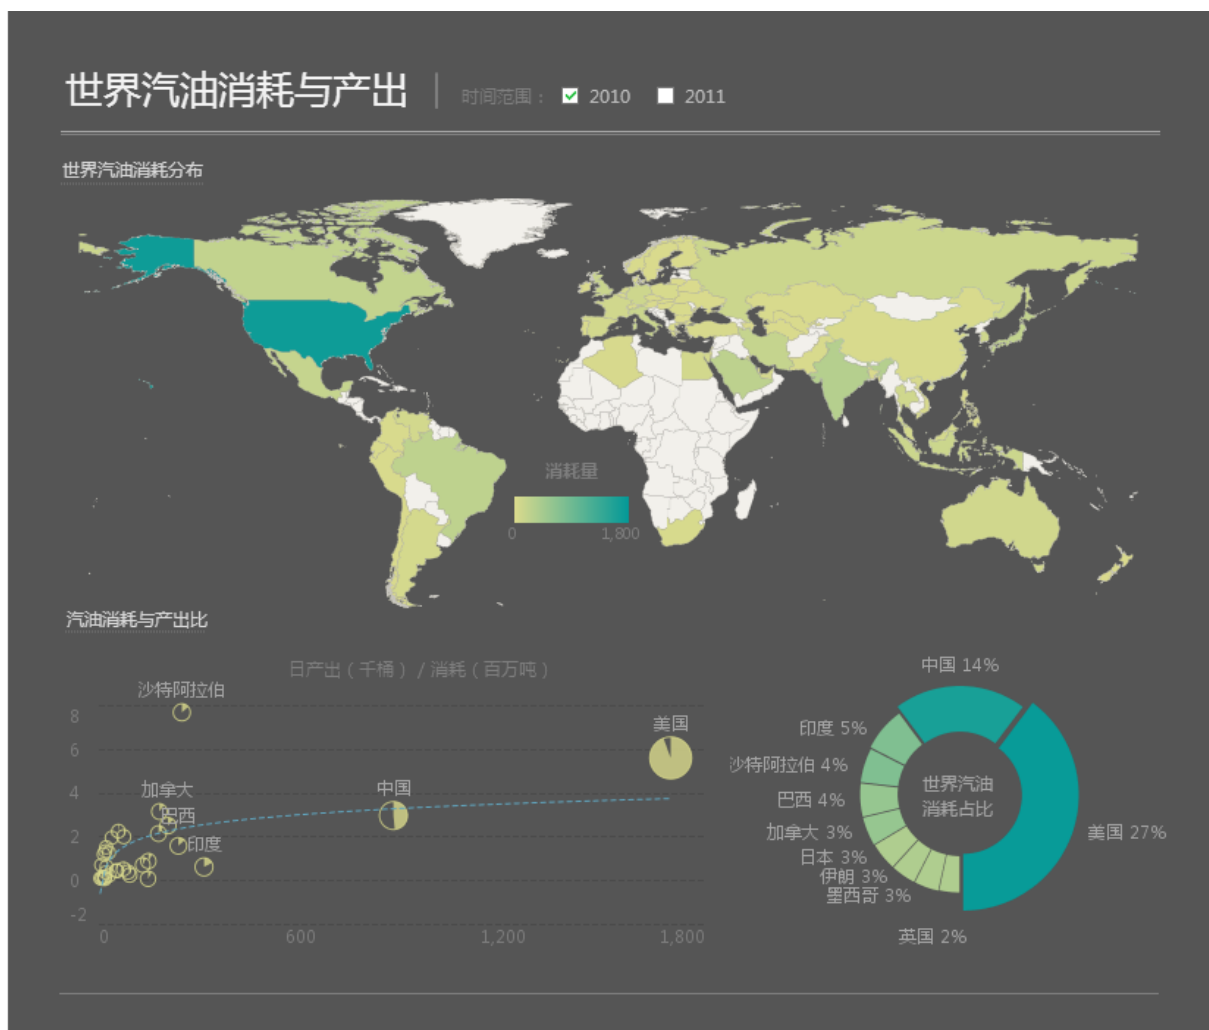 世界汽油消耗与产出
时间范围： 2010 2011
世界汽油消耗分布
消耗量
0 1,800
汽油消耗与产出比
日产出（千桶）/ 消耗（百万吨）
沙特阿拉伯
美国
加拿大
中国
巴西
印度
8
6
4
2
0
-2
0 600 1,200 1,800
中国 14%
印度 5%
沙特阿拉伯 4%
巴西 4%
加拿大 3%
日本 3%
伊朗 3%
墨西哥 3%
英国 2%
美国 27%
世界汽油
消耗占比